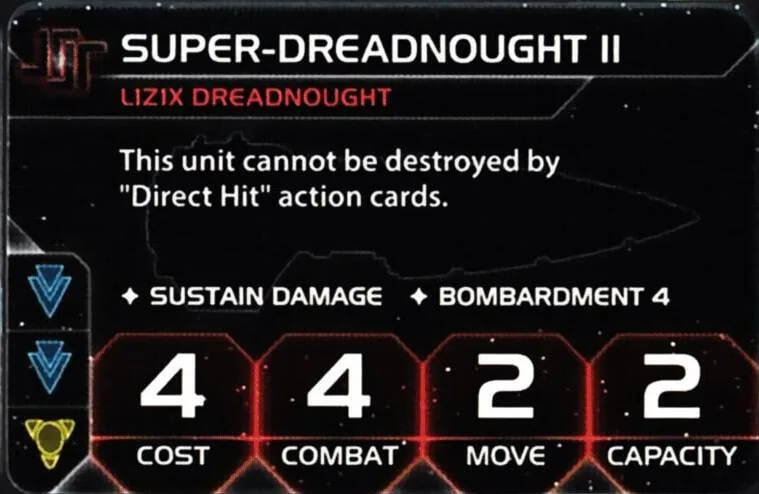 SUPER-DREADNOUGHT II
L1Z1X DREADNOUGHT
This unit cannot be destroyed by
"Direct Hit" action cards.
SUSTAIN DAMAGE BOMBARDMENT 4
4 4 2 2
COST COMBAT MOVE CAPACITY